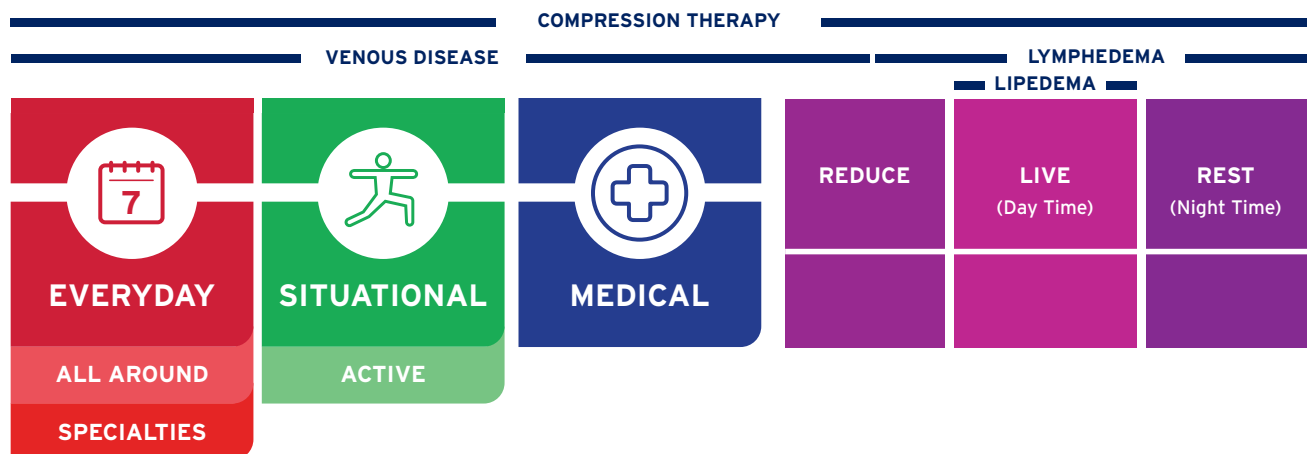 COMPRESSION THERAPY
VENOUS DISEASE
LYMPHEDEMA
LIPEDEMA
7
EVERYDAY
ALL AROUND
SPECIALTIES
SITUATIONAL
ACTIVE
MEDICAL
REDUCE
LIVE
(Day Time)
REST
(Night Time)